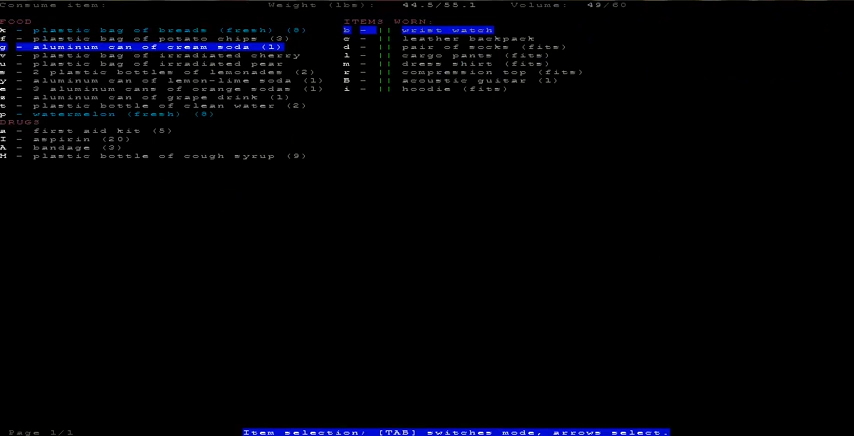 Consume item: Weight (lbs): 44.5/55.1 Volume: 49/60
FOOD
k - plastic bag of breads (fresh) (8)
f - plastic bag of potato chips (3)
g - aluminum can of cream soda (1)
v - plastic bag of irradiated cherry
u - plastic bag of irradiated pear
- 2 plastic bottles of lemonades (2)
y - aluminum can of lemon-lime soda (1)
- 3 aluminum cans of orange sodas (1)
- aluminum can of grape drink (1)
t - plastic bottle of clean water (2)
p - watermelon (fresh) (8)
DRUGS
a - first aid kit (5)
I - aspirin (20)
A - bandage (3)
M - plastic bottle of cough syrup (9)
ITEMS WORN:
b - || wrist watch
c - || leather backpack
d - || pair of socks (fits)
l - || cargo pants (fits)
m - || dress shirt (fits)
r - || compression top (fits)
B - || acoustic guitar (1)
i - || hoodie (fits)
Page 1/1
Item selection; [TAB] switches mode, arrows select.